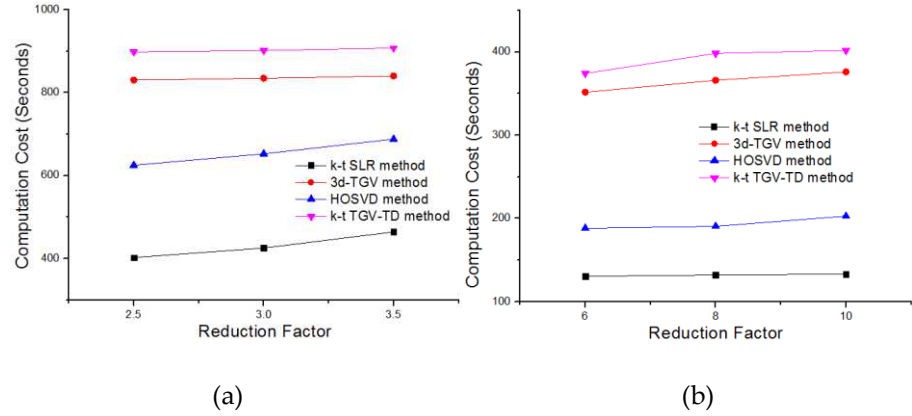 1000
800
600
400
Computation Cost (Seconds)
k-t SLR method
3d-TGV method
HOSVD method
k-t TGV-TD method
2.5
3.0
3.5
Reduction Factor
(a)
400
300
200
100
Computation Cost (Seconds)
k-t SLR method
3d-TGV method
HOSVD method
k-t TGV-TD method
6
8
10
Reduction Factor
(b)